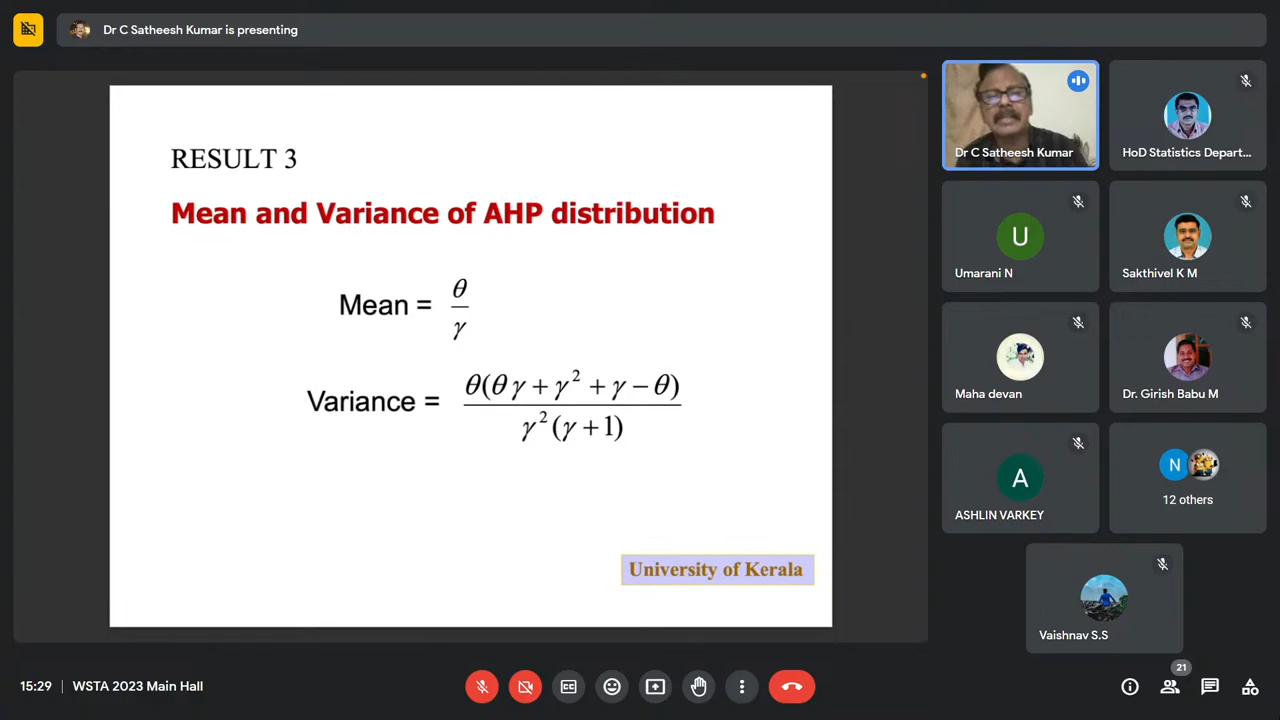 Dr C Satheesh Kumar is presenting
RESULT 3
Mean and Variance of AHP distribution
Mean = θ/γ
Variance = θ(θγ + γ² + γ − θ)/γ²(γ + 1)
University of Kerala
Dr C Satheesh Kumar
HoD Statistics Depart...
U
Umarani N
Sakthivel K M
Maha devan
Dr. Girish Babu M
A
ASHLIN VARKEY
N
12 others
Vaishnav S.S
15:29 | WSTA 2023 Main Hall
CC
21